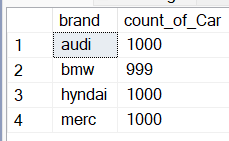 brand count_of_Car
1 audi 1000
2 bmw 999
3 hyndai 1000
4 merc 1000